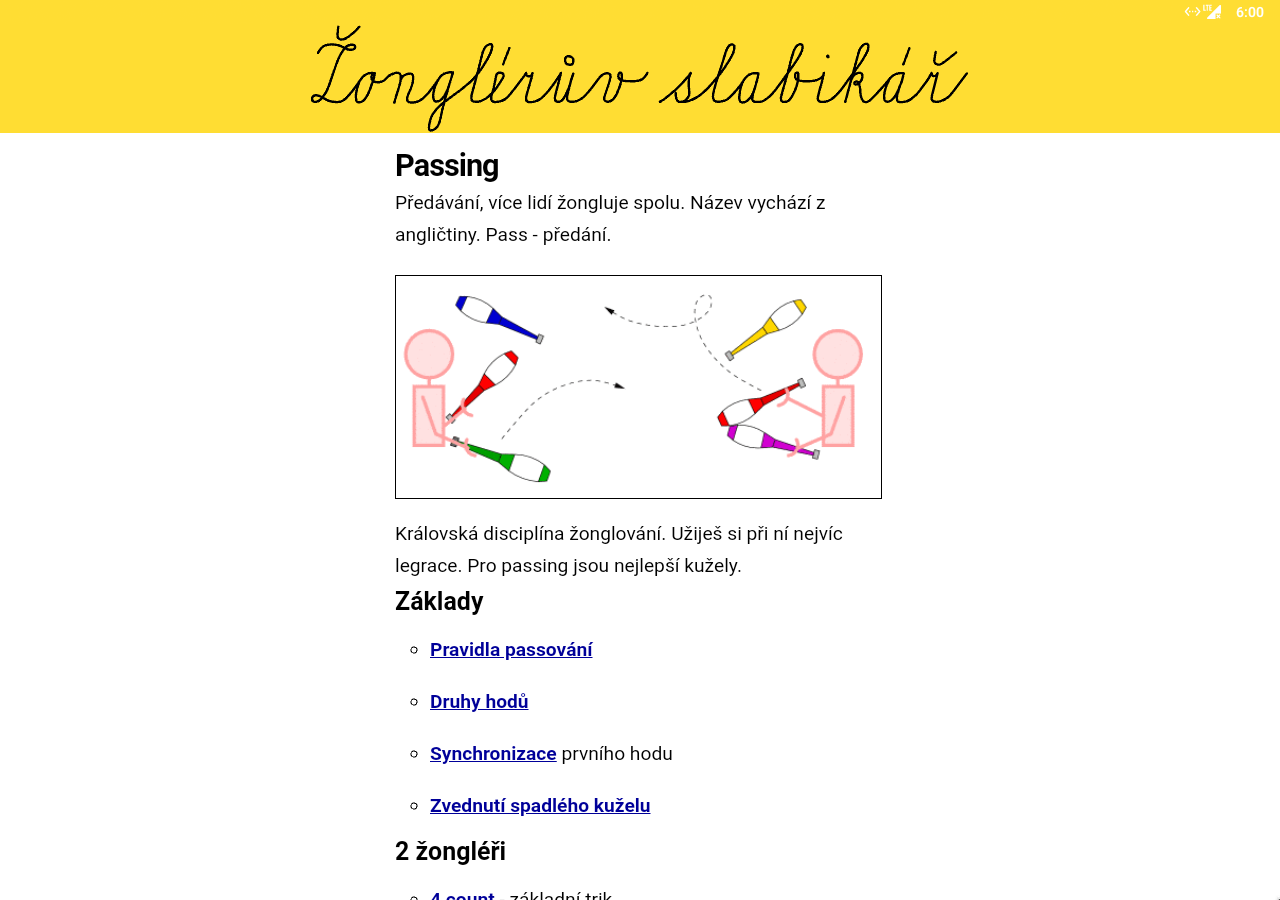 6:00
Žonglérův slabikář
Passing
Předávání, více lidí žongluje spolu. Název vychází z
angličtiny. Pass - předání.
Královská disciplína žonglování. Užiješ si při ní nejvíc
legrace. Pro passing jsou nejlepší kužely.
Základy
Pravidla passování
Druhy hodů
Synchronizace prvního hodu
Zvednutí spadlého kuželu
2 žongléři
4 count - základní trik